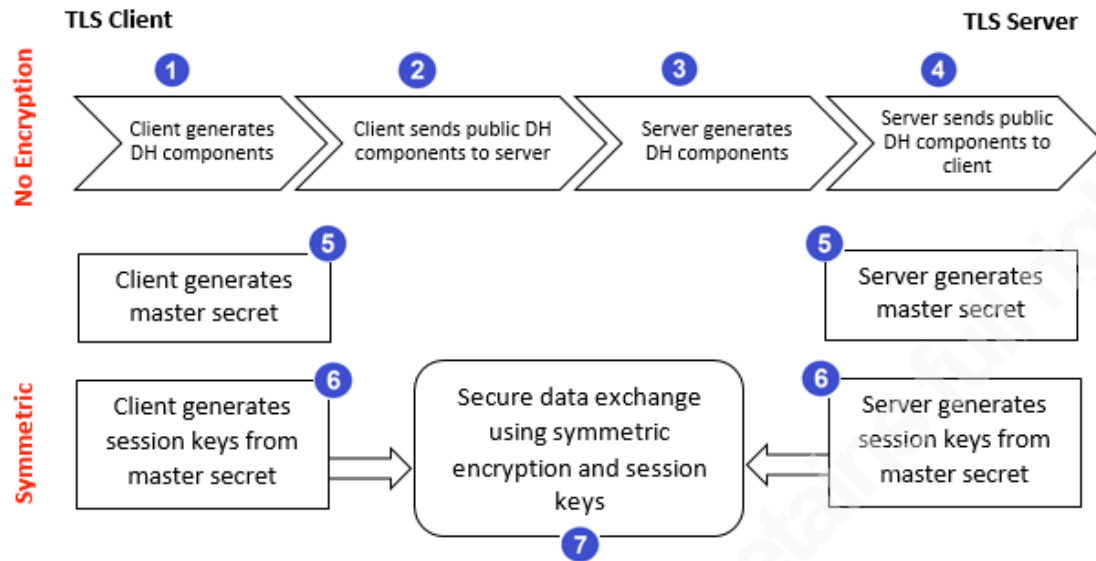 TLS Client
TLS Server
No Encryption
1
2
3
4
Client generates
DH components
Client sends public DH
components to server
Server generates
DH components
Server sends public
DH components to
client
5
Client generates
master secret
5
Server generates
master secret
Symmetric
6
Client generates
session keys from
master secret
Secure data exchange
using symmetric
encryption and session
keys
7
6
Server generates
session keys from
master secret
etains full rig